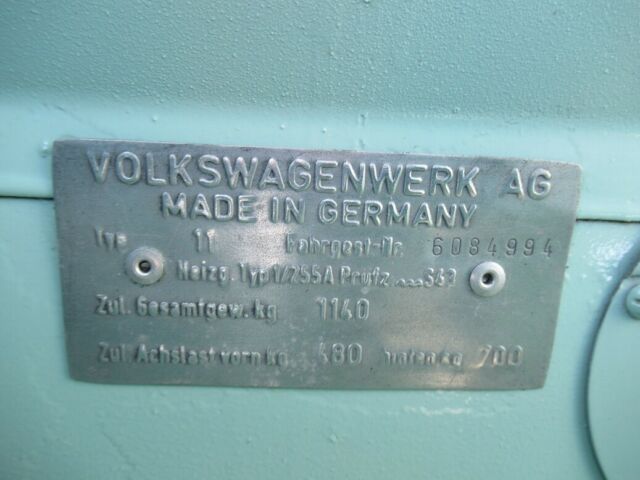 VOLKSWAGENWERK AG
MADE IN GERMANY
Typ 11 Fahrgest-Nr. 6084994
Heizg. Typ 1/255A Prüfz 343
Zul. Gesamtgew. kg 1140
Zul. Achslast vorn kg 480 hinten kg 700